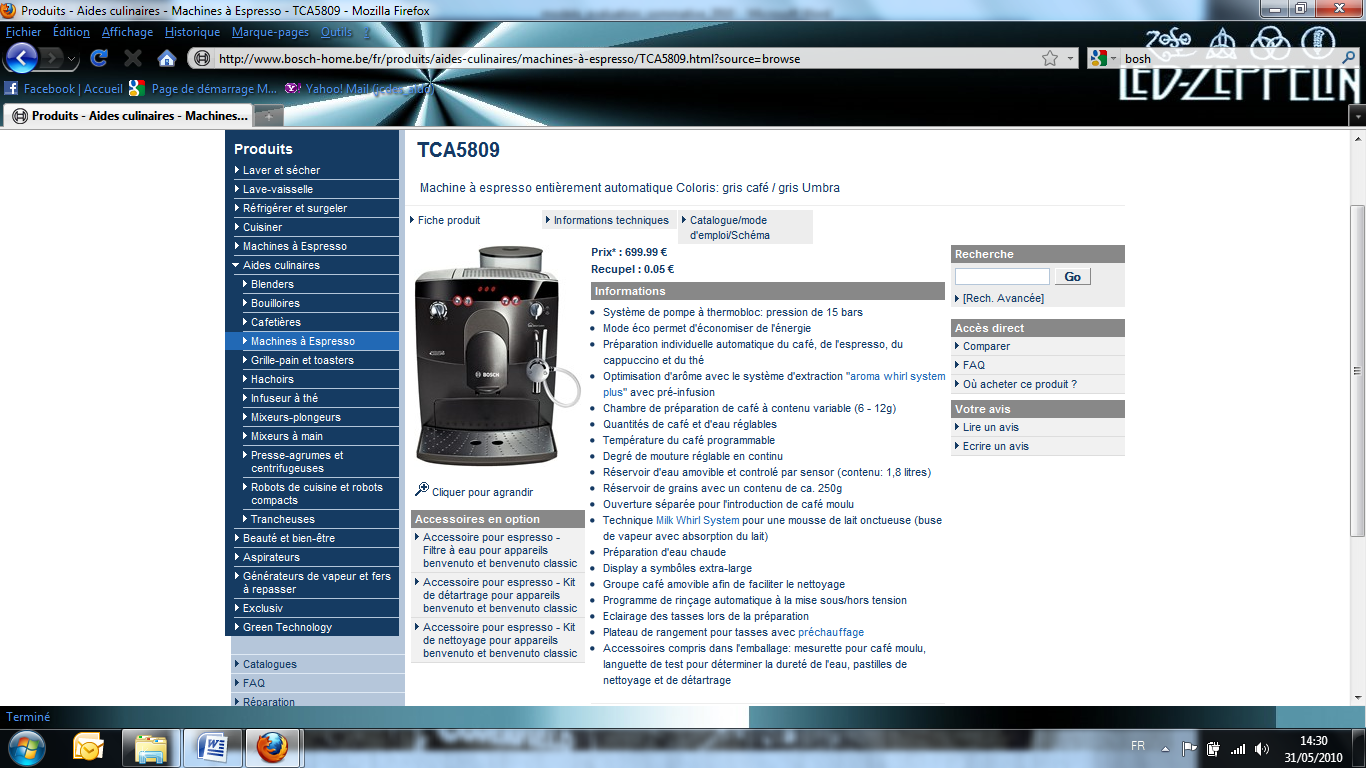 Produits - Aides culinaires - Machines à Espresso - TCA5809 - Mozilla Firefox
Fichier Édition Affichage Historique Marque-pages Outils ?
http://www.bosch-home.be/fr/produits/aides-culinaires/machines-à-espresso/TCA5809.html?source=browse
bosh
Facebook | Accueil Page de démarrage M... Yahoo! Mail
LED-ZEPPELIN
Produits - Aides culinaires - Machines...
Produits
Laver et sécher
Lave-vaisselle
Réfrigérer et surgeler
Cuisiner
Machines à Espresso
Aides culinaires
Blenders
Bouilloires
Cafetières
Machines à Espresso
Grille-pain et toasters
Hachoirs
Infuseur à thé
Mixeurs-plongeurs
Mixeurs à main
Presse-agrumes et
centrifugeuses
Robots de cuisine et robots
compacts
Trancheuses
Beauté et bien-être
Aspirateurs
Générateurs de vapeur et fers
à repasser
Exclusiv
Green Technology
Catalogues
FAQ
Réparation
TCA5809
Machine à espresso entièrement automatique Coloris: gris café / gris Umbra
Fiche produit
Informations techniques
Catalogue/mode
d'emploi/Schéma
BOSCH
Cliquer pour agrandir
Accessoires en option
Accessoire pour espresso -
Filtre à eau pour appareils
benvenuto et benvenuto classic
Accessoire pour espresso - Kit
de détartrage pour appareils
benvenuto et benvenuto classic
Accessoire pour espresso - Kit
de nettoyage pour appareils
benvenuto et benvenuto classic
Prix* : 699.99 €
Recupel : 0.05 €
Informations
Système de pompe à thermobloc: pression de 15 bars
Mode éco permet d'économiser de l'énergie
Préparation individuelle automatique du café, de l'espresso, du
cappuccino et du thé
Optimisation d'arôme avec le système d'extraction "aroma whirl system
plus" avec pré-infusion
Chambre de préparation de café à contenu variable (6 - 12g)
Quantités de café et d'eau réglables
Température du café programmable
Degré de mouture réglable en continu
Réservoir d'eau amovible et controlé par sensor (contenu: 1,8 litres)
Réservoir de grains avec un contenu de ca. 250g
Ouverture séparée pour l'introduction de café moulu
Technique Milk Whirl System pour une mousse de lait onctueuse (buse
de vapeur avec absorption du lait)
Préparation d'eau chaude
Display a symbôles extra-large
Groupe café amovible afin de faciliter le nettoyage
Programme de rinçage automatique à la mise sous/hors tension
Eclairage des tasses lors de la préparation
Plateau de rangement pour tasses avec préchauffage
Accessoires compris dans l'emballage: mesurette pour café moulu,
languette de test pour déterminer la dureté de l'eau, pastilles de
nettoyage et de détartrage
Recherche
Go
[Rech. Avancée]
Accès direct
Comparer
FAQ
Où acheter ce produit ?
Votre avis
Lire un avis
Ecrire un avis
Terminé
FR
14:30
31/05/2010